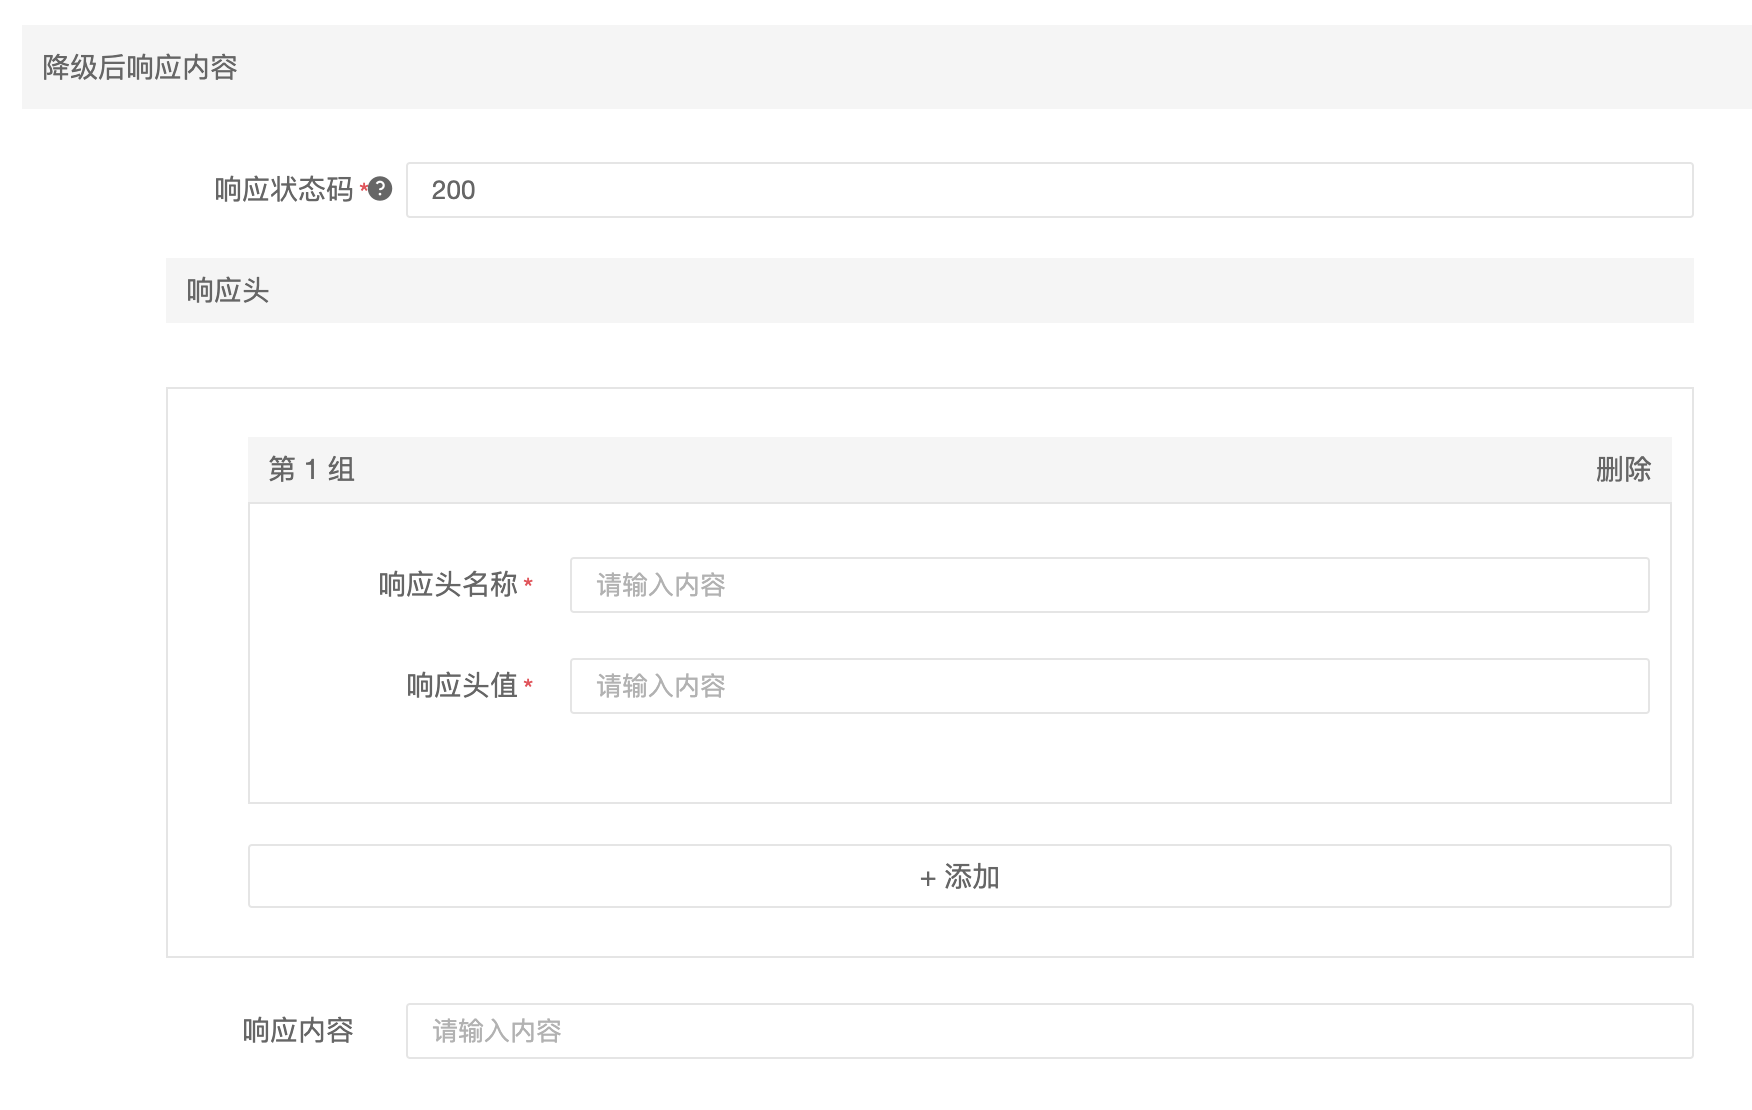 降级后响应内容
响应状态码 *? 200
响应头
第 1 组 删除
响应头名称 * 请输入内容
响应头值 * 请输入内容
+ 添加
响应内容 请输入内容